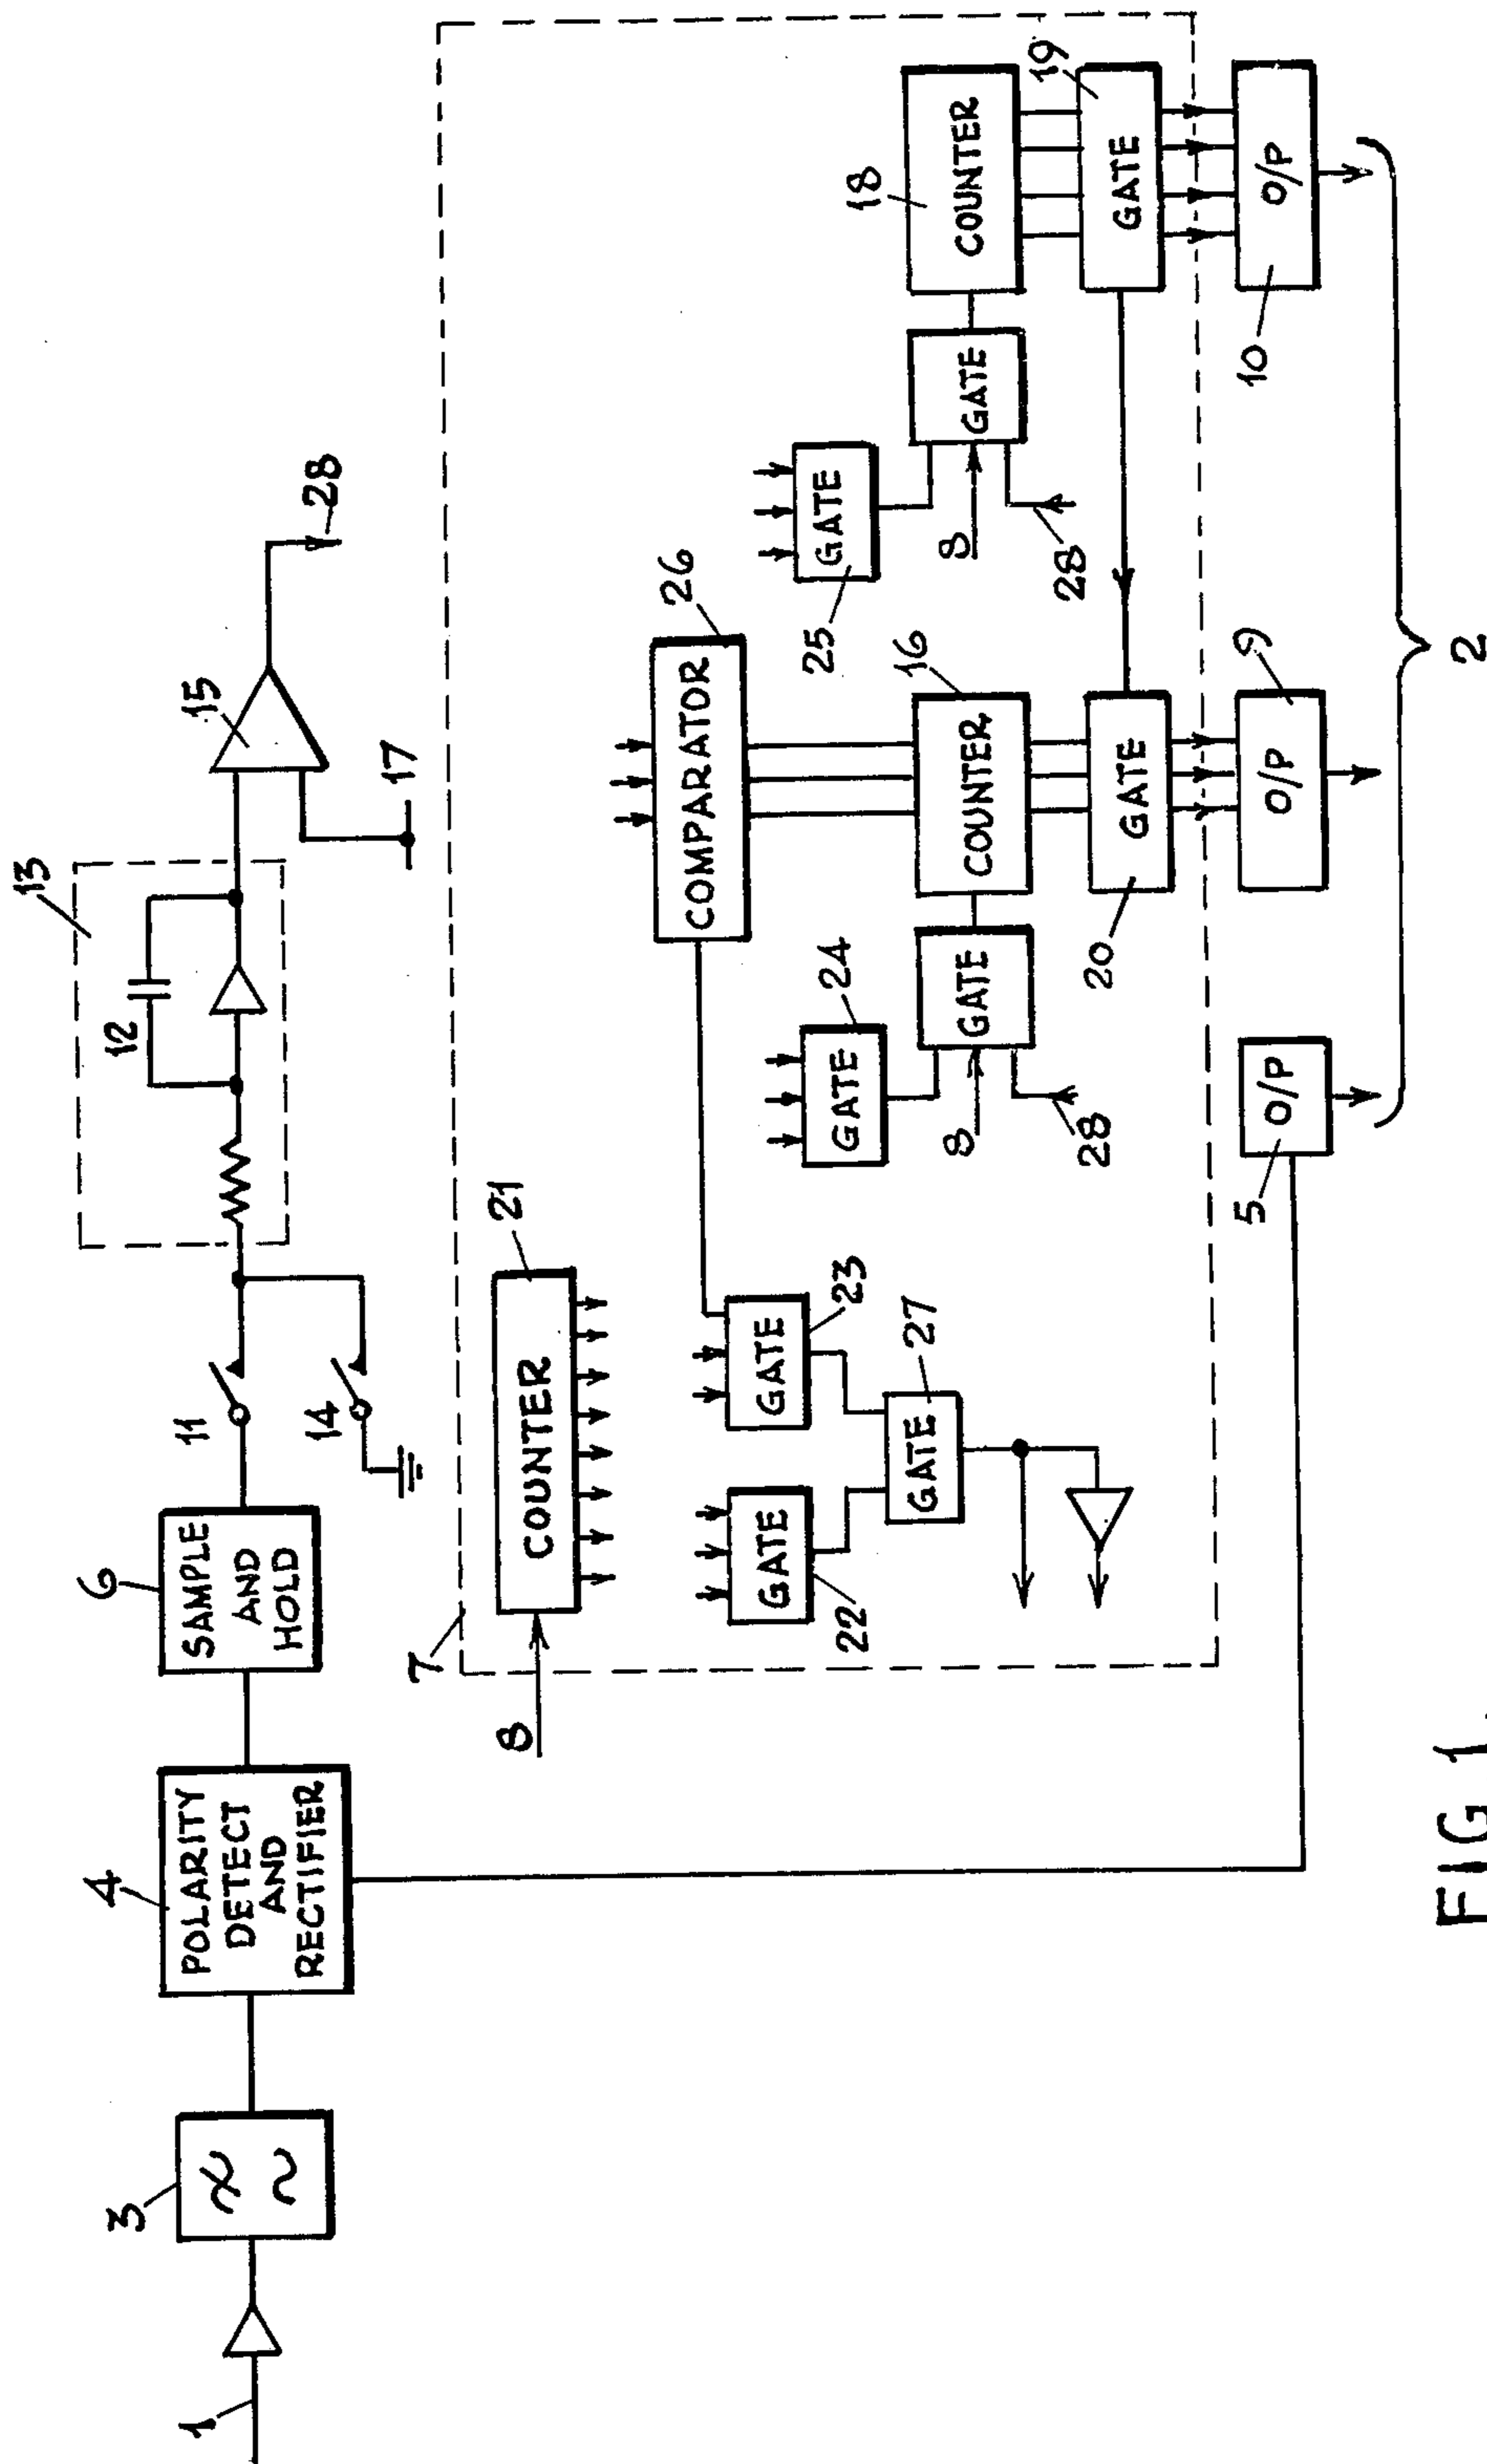 1
3
4
POLARITY
DETECT
AND
RECTIFIER
6
SAMPLE
AND
HOLD
11
14
13
12
15
17
28
7
8
21
COUNTER
22
GATE
23
GATE
27
GATE
26
COMPARATOR
24
GATE
8
28
GATE
16
COUNTER
20
GATE
25
GATE
8
28
GATE
18
COUNTER
19
GATE
5
O/P
9
O/P
10
O/P
2
FIG 1.